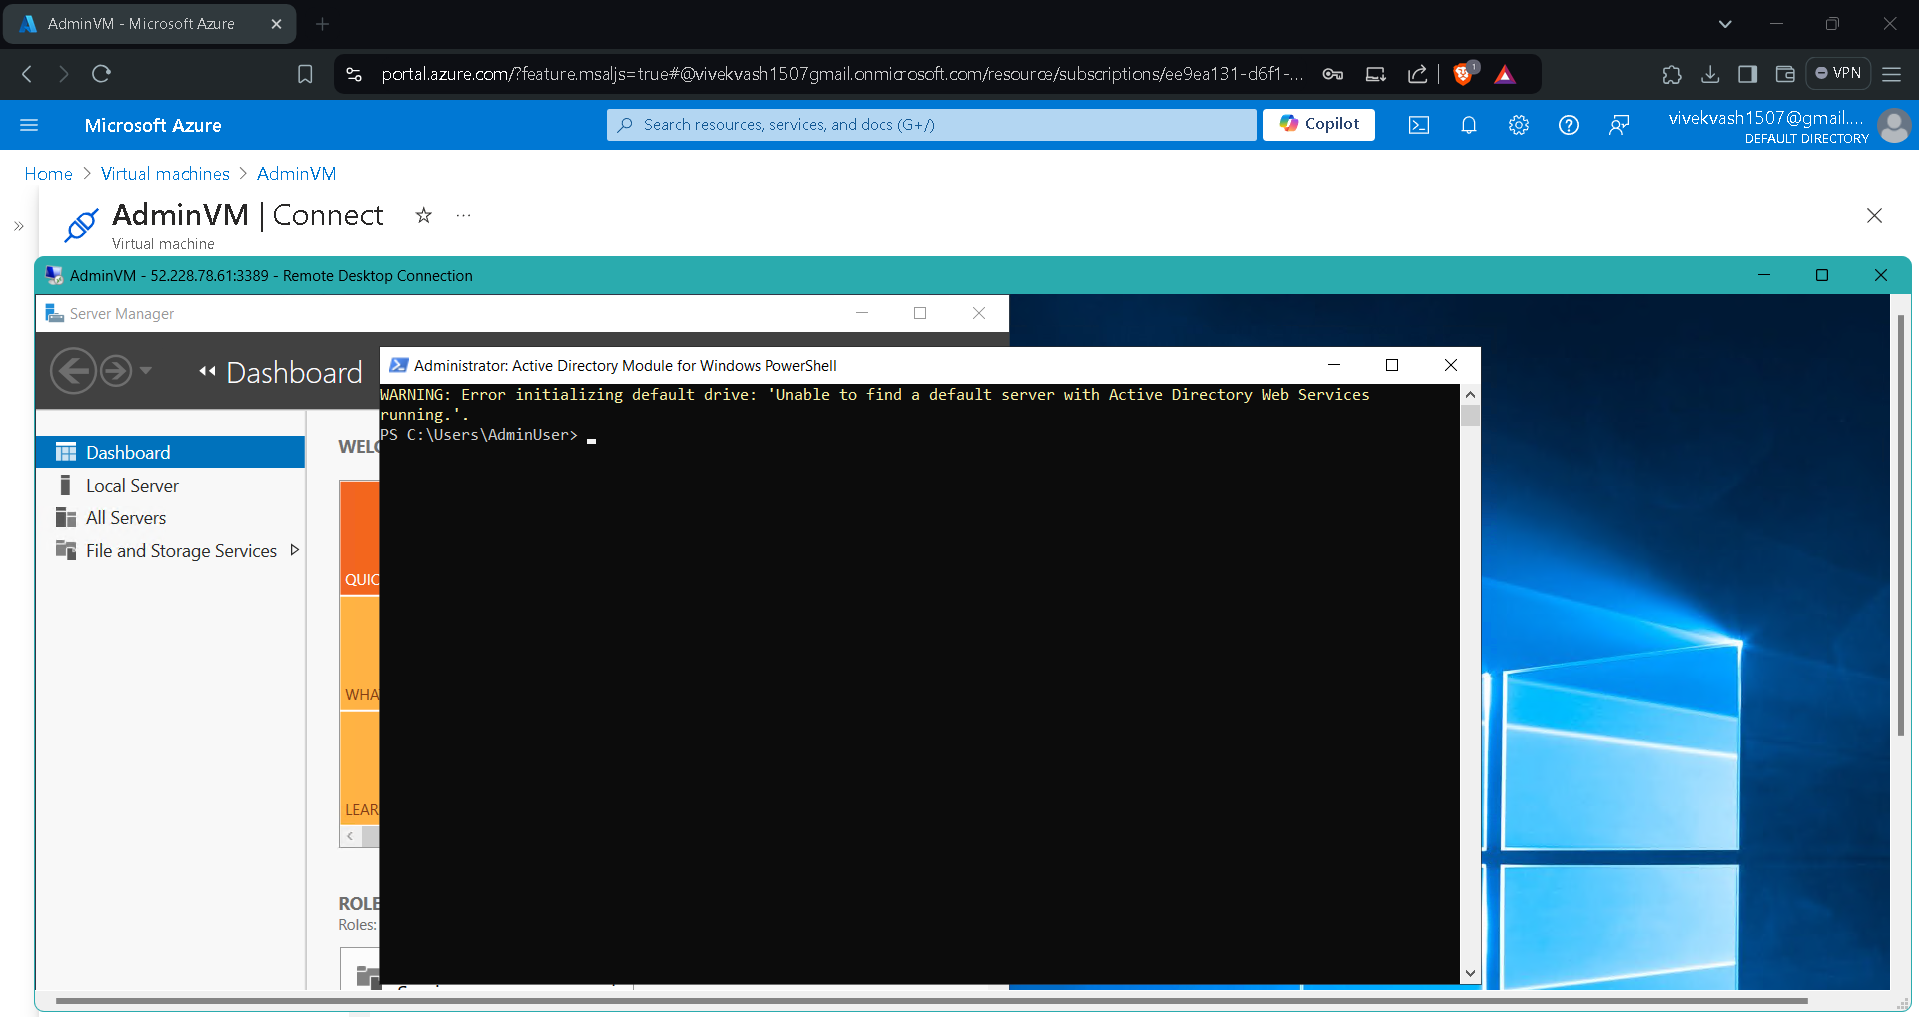 AdminVM - Microsoft Azure
portal.azure.com/?feature.msaljs=true#@vivekvash1507gmail.onmicrosoft.com/resource/subscriptions/ee9ea131-d6f1-...
1
VPN
Microsoft Azure
Search resources, services, and docs (G+/)
Copilot
vivekvash1507@gmail....
DEFAULT DIRECTORY
Home > Virtual machines > AdminVM
AdminVM | Connect
Virtual machine
AdminVM - 52.228.78.61:3389 - Remote Desktop Connection
Server Manager
Dashboard
Administrator: Active Directory Module for Windows PowerShell
WARNING: Error initializing default drive: 'Unable to find a default server with Active Directory Web Services
running.'.
PS C:\Users\AdminUser>
Dashboard
Local Server
All Servers
File and Storage Services
WELC
QUIC
WHA
LEAR
ROLE
Roles: